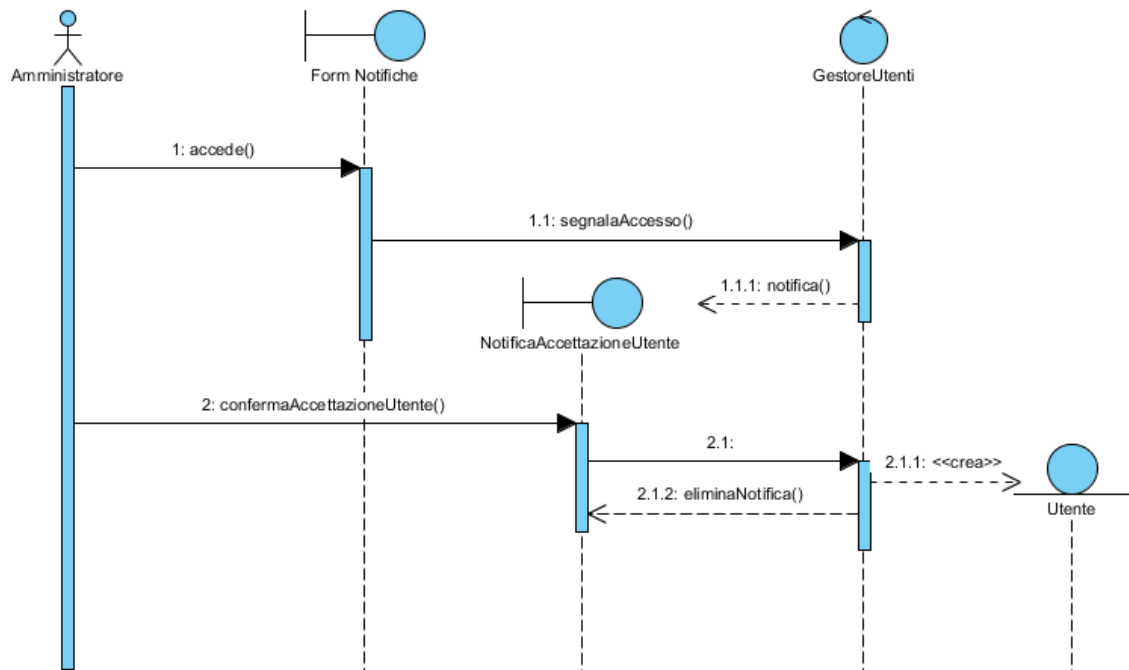 Amministratore
Form Notifiche
GestoreUtenti
1: accede()
1.1: segnalaAccesso()
1.1.1: notifica()
NotificaAccettazioneUtente
2: confermaAccettazioneUtente()
2.1:
2.1.1: <<crea>>
2.1.2: eliminaNotifica()
Utente